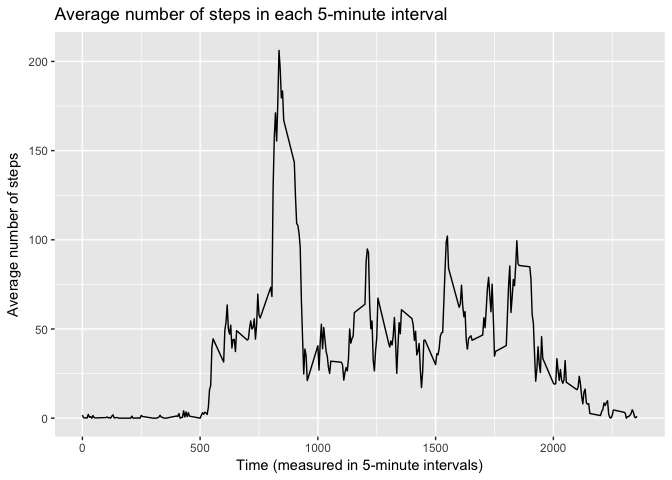 Average number of steps in each 5-minute interval
Average number of steps
200
150
100
50
0
0 500 1000 1500 2000
Time (measured in 5-minute intervals)